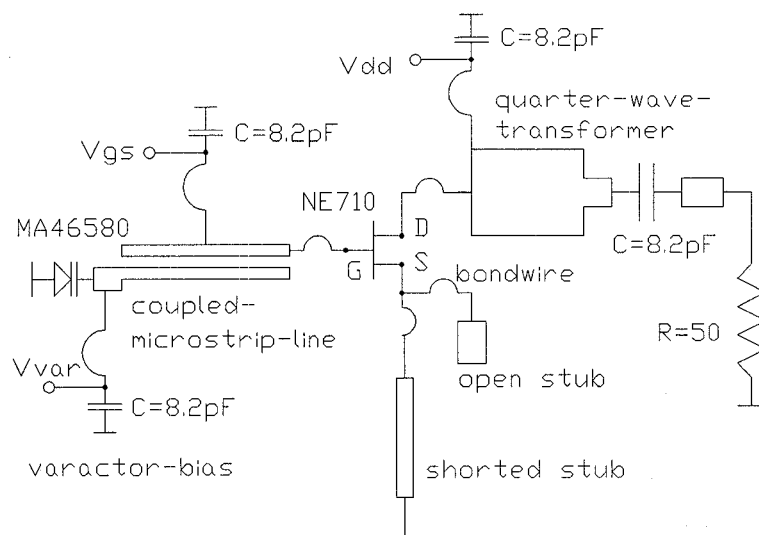 C=8.2pF
Vdd
quarter-wave-
transformer
C=8.2pF
Vgs
NE710
D
MA46580
C=8.2pF
G
S
bondwire
coupled-
microstrip-line
R=50
Vvar
open stub
C=8.2pF
varactor-bias
shorted stub